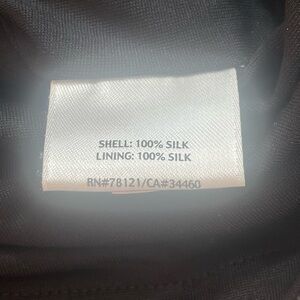 SHELL: 100% SILK
LINING: 100% SILK
RN#78121/CA#34460